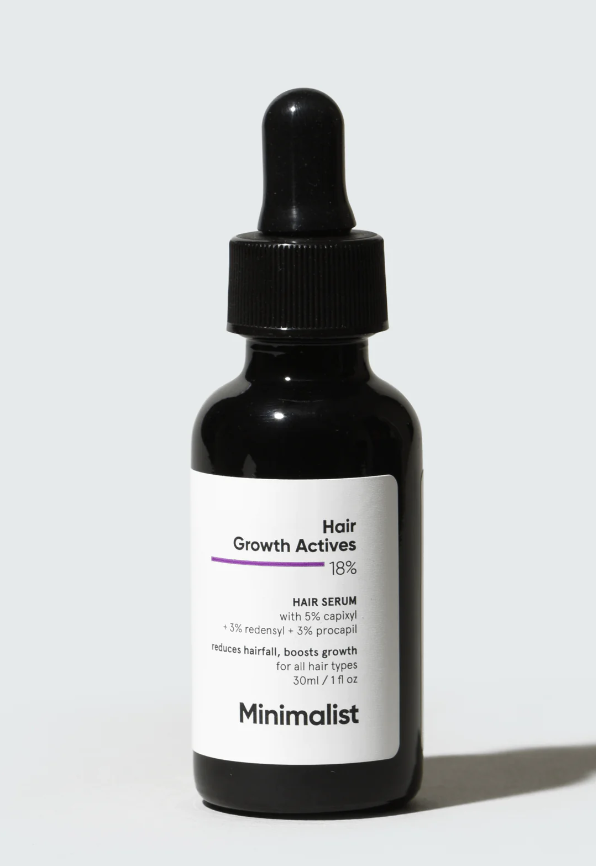 Hair
Growth Actives
18%
HAIR SERUM
with 5% capixyl
+ 3% redensyl + 3% procapil
reduces hairfall, boosts growth
for all hair types
30ml / 1 fl oz
Minimalist